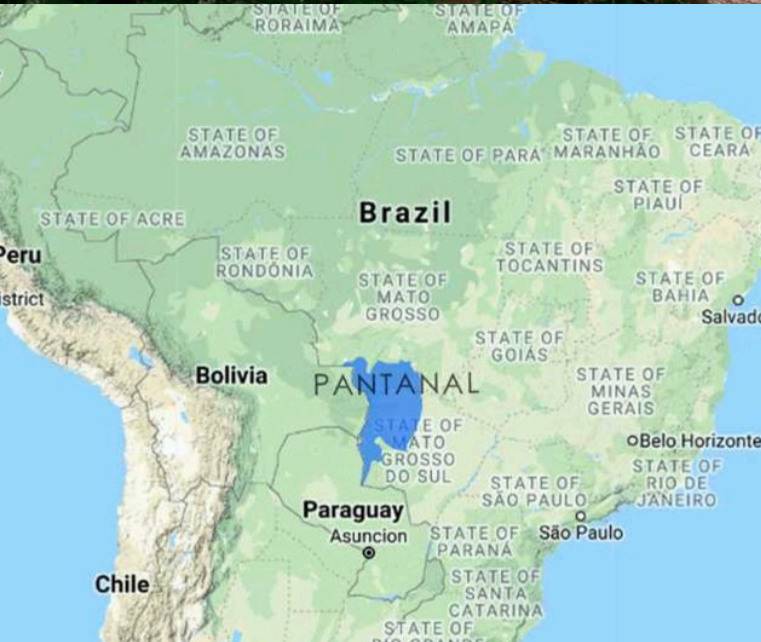 STATE OF
RORAIMA
STATE OF
AMAPÁ
STATE OF
AMAZONAS
STATE OF PARÁ
STATE OF
MARANHÃO
STATE OF
CEARÁ
STATE OF
PIAUÍ
Brazil
STATE OF ACRE
Peru
istrict
STATE OF
RONDÔNIA
STATE OF
MATO
GROSSO
STATE OF
TOCANTINS
STATE OF
BAHIA
Salvado
STATE OF
GOIÁS
Bolivia
PANTANAL
STATE OF
MINAS
GERAIS
STATE OF
MATO
GROSSO
DO SUL
Belo Horizonte
STATE OF
RIO DE
JANEIRO
STATE OF
SÃO PAULO
São Paulo
Paraguay
Asuncion
STATE OF
PARANÁ
Chile
STATE OF
SANTA
CATARINA
STATE OF
RIO GRANDE